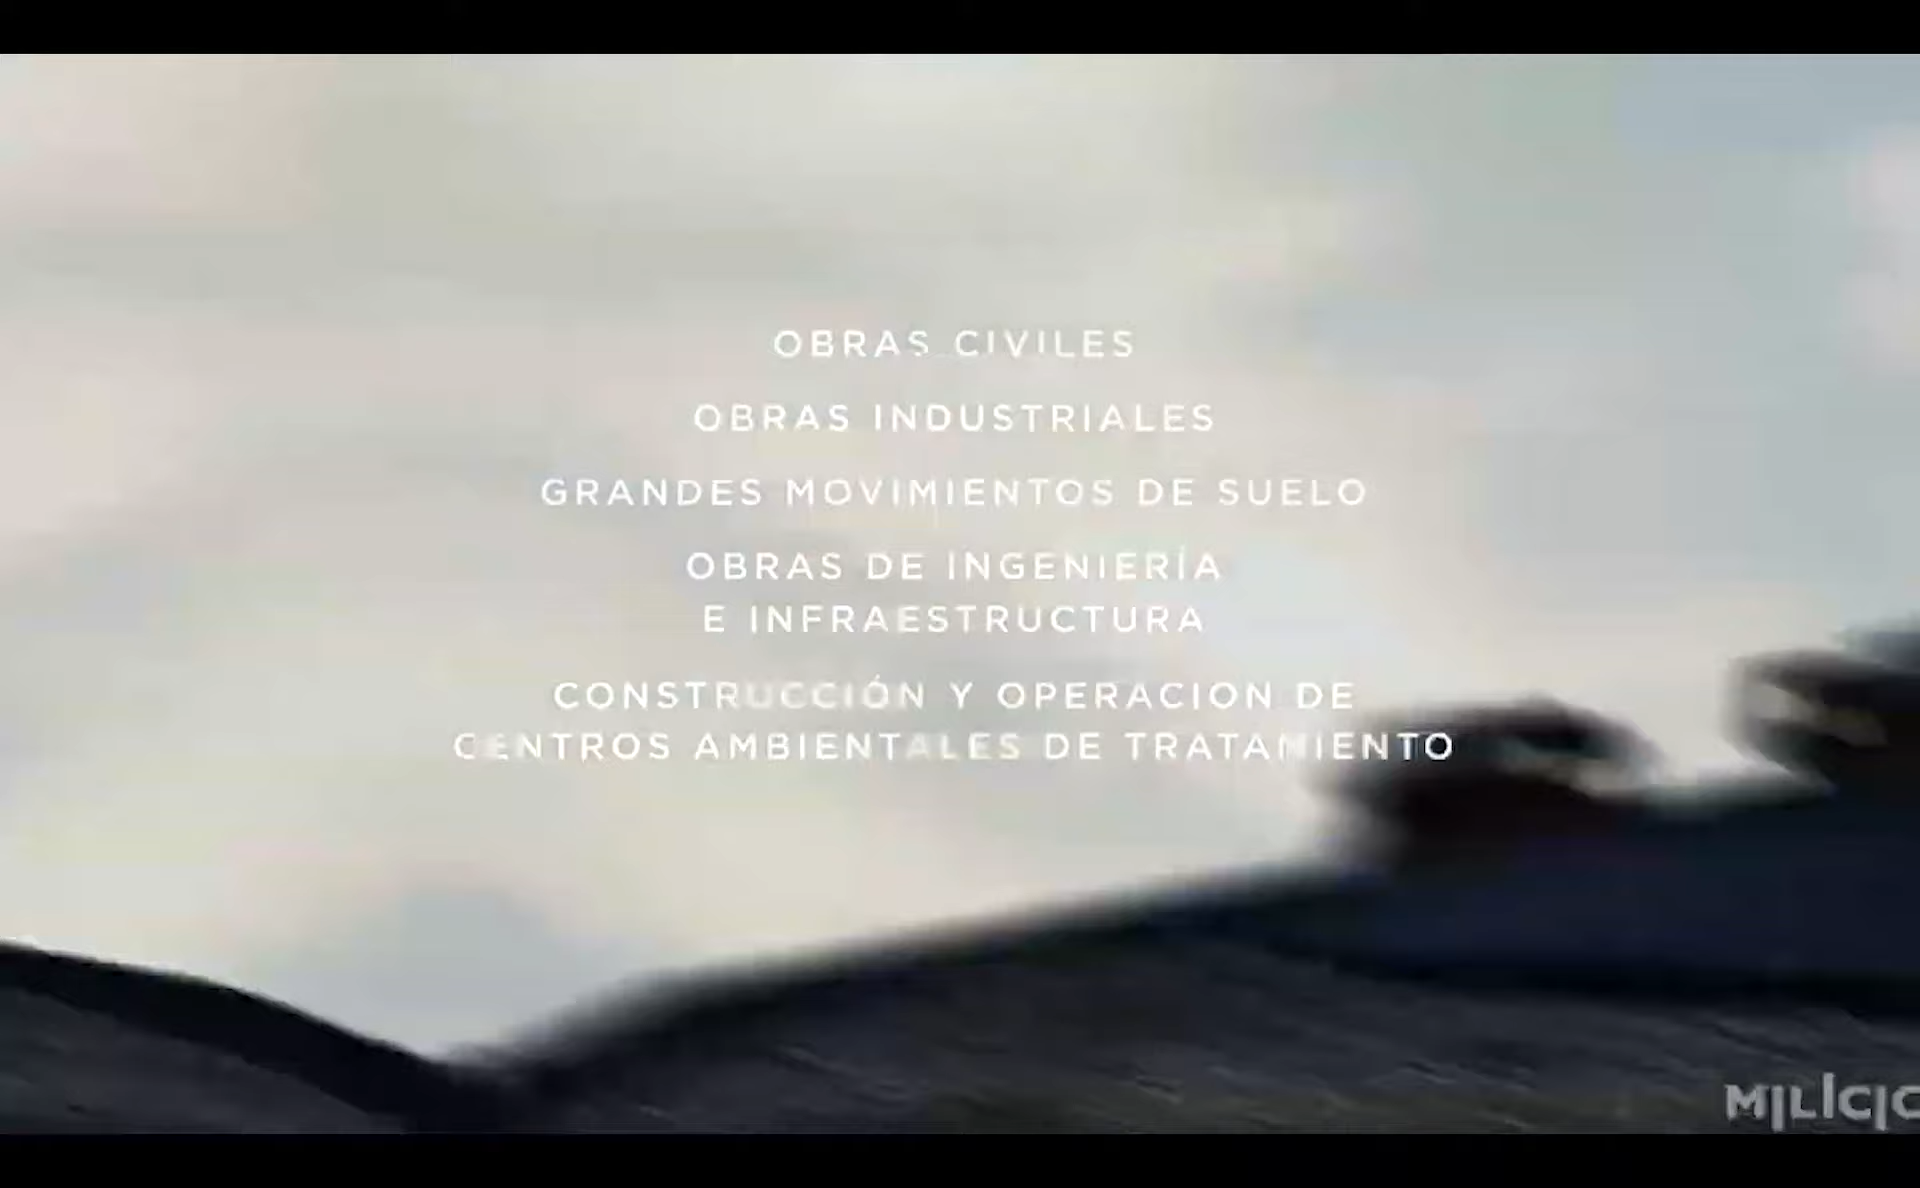 OBRAS CIVILES
OBRAS INDUSTRIALES
GRANDES MOVIMIENTOS DE SUELO
OBRAS DE INGENIERÍA
E INFRAESTRUCTURA
CONSTRUCCIÓN Y OPERACION DE
CENTROS AMBIENTALES DE TRATAMIENTO
MILICIC